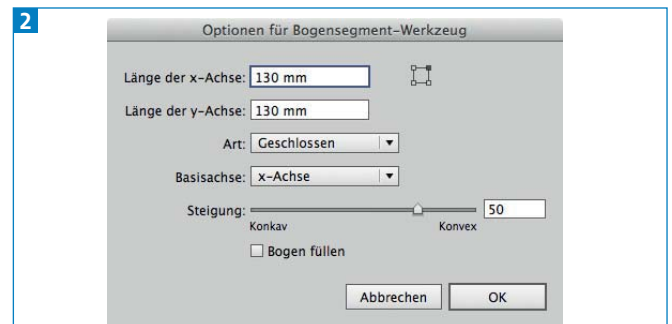 2
Optionen für Bogensegment-Werkzeug
Länge der x-Achse: 130 mm
Länge der y-Achse: 130 mm
Art: Geschlossen
Basisachse: x-Achse
Steigung: 50
Konkav Konvex
Bogen füllen
Abbrechen OK